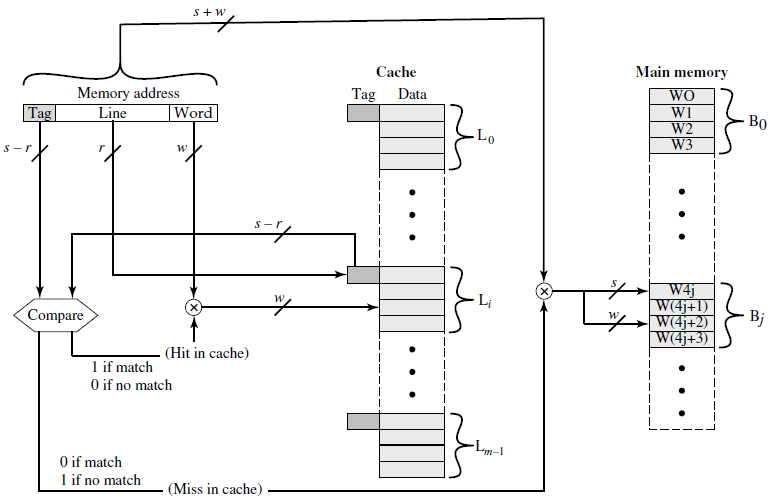 s + w
Cache
Main memory
Memory address
Tag Data
Tag Line Word
W0
W1
W2
W3
B0
L0
s – r
r
w
s – r
Compare
w
Li
s
w
W4j
W(4j+1)
W(4j+2)
W(4j+3)
Bj
(Hit in cache)
1 if match
0 if no match
Lm–1
0 if match
1 if no match
(Miss in cache)